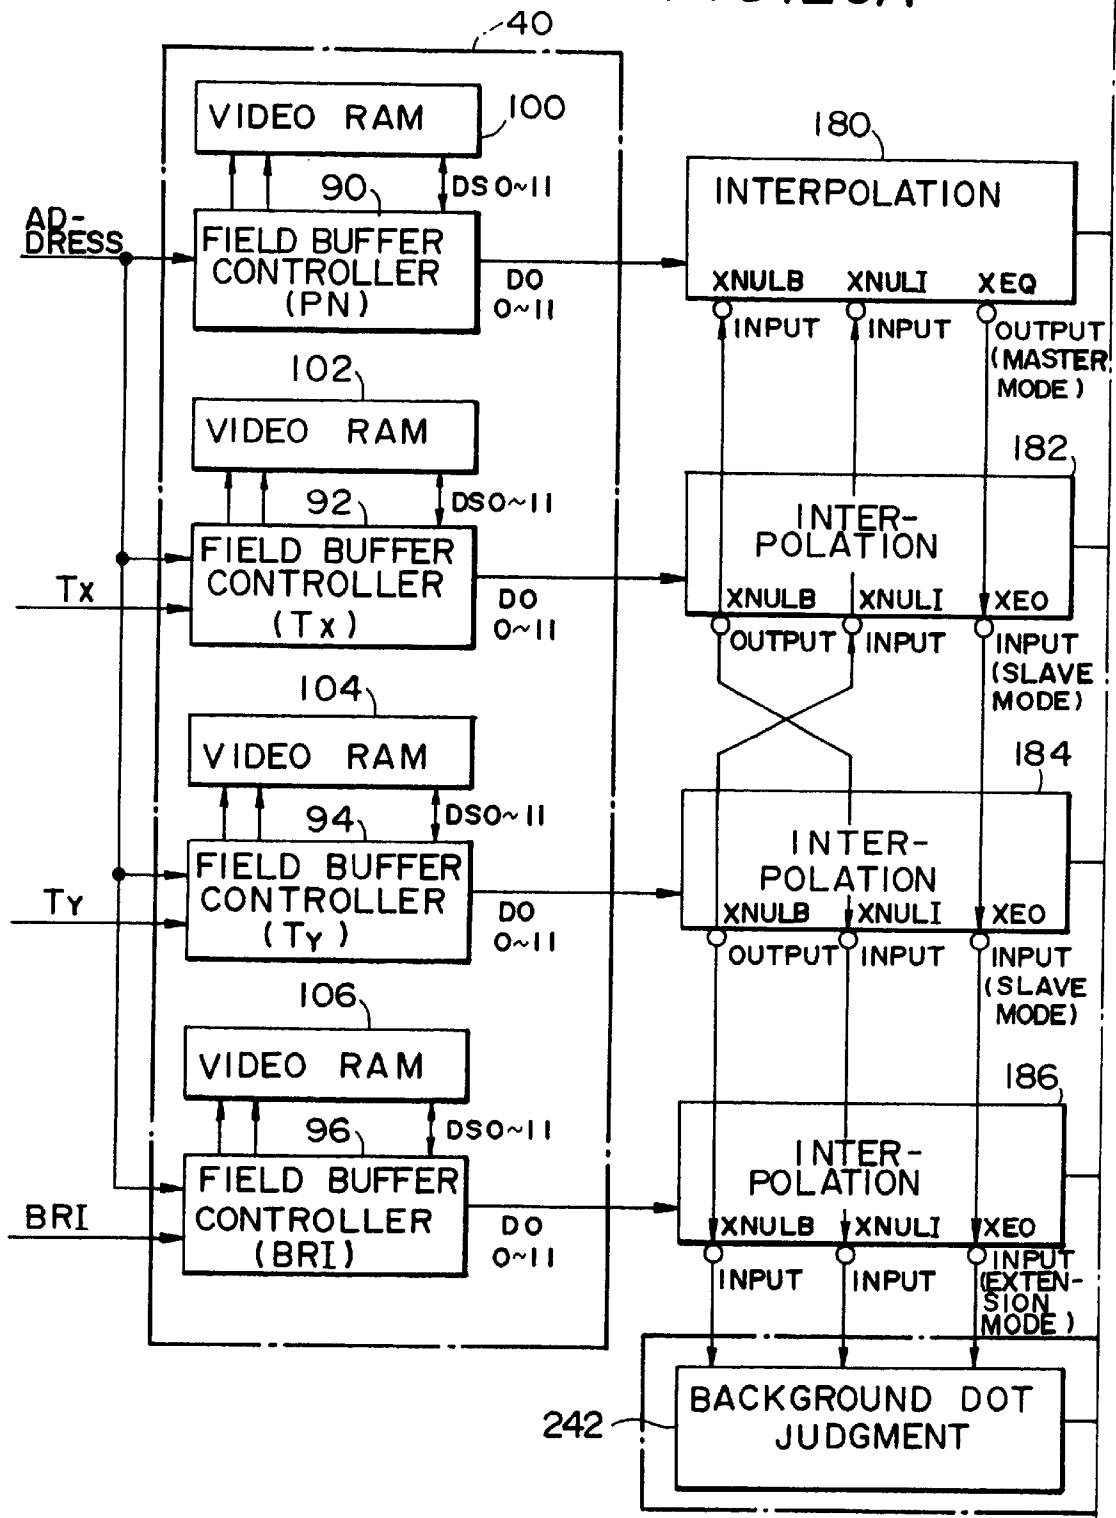 40
VIDEO RAM
100
90
DS0~11
AD-
DRESS
FIELD BUFFER
CONTROLLER
(PN)
DO
0~11
180
INTERPOLATION
XNULB XNULI XEQ
INPUT INPUT OUTPUT
(MASTER
MODE)
102
VIDEO RAM
92
DS0~11
TX
FIELD BUFFER
CONTROLLER
(TX)
DO
0~11
182
INTER-
POLATION
XNULB XNULI XEO
OUTPUT INPUT INPUT
(SLAVE
MODE)
104
VIDEO RAM
94
DS0~11
TY
FIELD BUFFER
CONTROLLER
(TY)
DO
0~11
184
INTER-
POLATION
XNULB XNULI XEO
OUTPUT INPUT INPUT
(SLAVE
MODE)
106
VIDEO RAM
96
DS0~11
BRI
FIELD BUFFER
CONTROLLER
(BRI)
DO
0~11
186
INTER-
POLATION
XNULB XNULI XEO
INPUT INPUT INPUT
(EXTEN-
SION
MODE)
242
BACKGROUND DOT
JUDGMENT